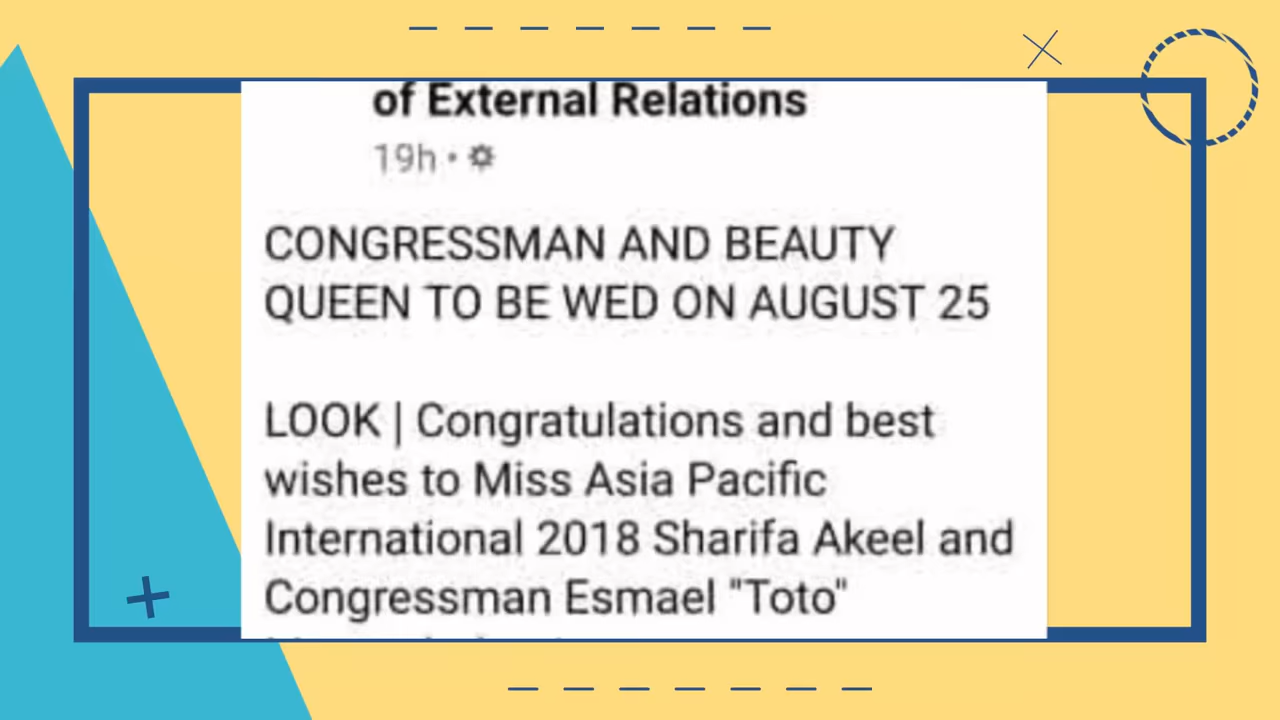 of External Relations
19h •
CONGRESSMAN AND BEAUTY
QUEEN TO BE WED ON AUGUST 25
LOOK | Congratulations and best
wishes to Miss Asia Pacific
International 2018 Sharifa Akeel and
Congressman Esmael "Toto"